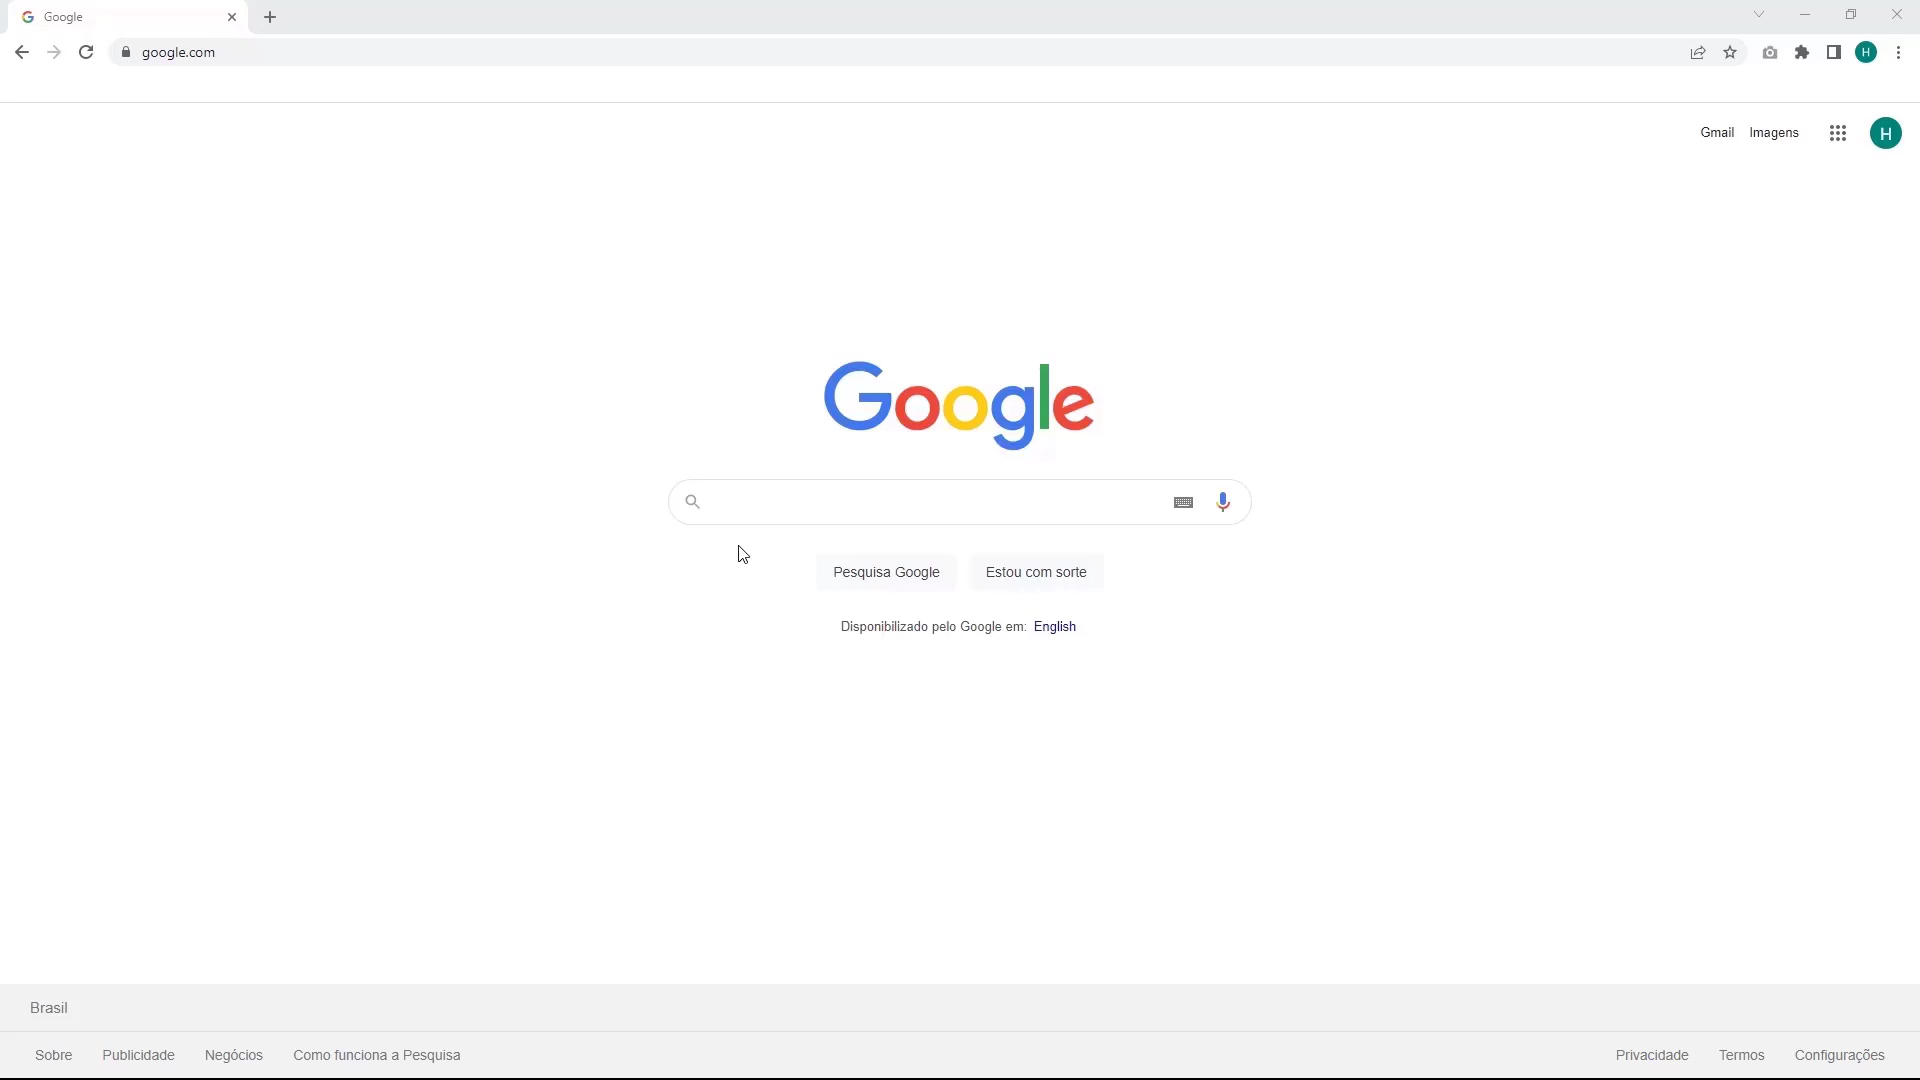 Google
google.com
H
Gmail Imagens
H
Google
Pesquisa Google Estou com sorte
Disponibilizado pelo Google em: English
Brasil
Sobre Publicidade Negócios Como funciona a Pesquisa Privacidade Termos Configurações